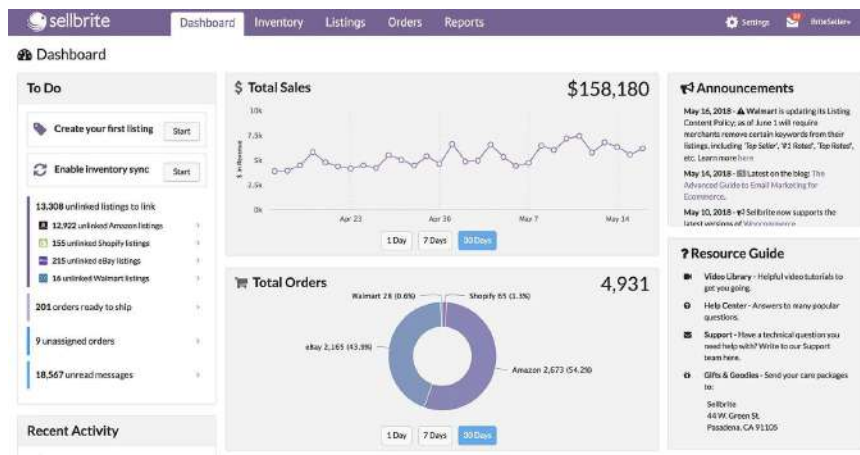 sellbrite
Dashboard
Inventory
Listings
Orders
Reports
Settings
BriteSeller
Dashboard
To Do
Create your first listing
Start
Enable inventory sync
Start
13,308 unlinked listings to link
12,922 unlinked Amazon listings
155 unlinked Shopify listings
215 unlinked eBay listings
16 unlinked Walmart listings
201 orders ready to ship
9 unassigned orders
18,567 unread messages
Recent Activity
$ Total Sales
$158,180
10k
7.5k
5k
2.5k
0k
$ in Revenue
Apr 23
Apr 30
May 7
May 14
1 Day
7 Days
30 Days
Total Orders
4,931
Walmart 28 (0.6%)
Shopify 65 (1.3%)
eBay 2,165 (43.9%)
Amazon 2,673 (54.2%)
1 Day
7 Days
30 Days
Announcements
May 16, 2018 - Walmart is updating its Listing
Content Policy; as of June 1 will require
merchants remove certain keywords from their
listings, including 'Top Seller', '#1 Rated', 'Top Rated',
etc. Learn more here
May 14, 2018 - Latest on the blog: The
Advanced Guide to Email Marketing for
Ecommerce.
May 10, 2018 - Sellbrite now supports the
latest versions of Woocommerce
? Resource Guide
Video Library - Helpful video tutorials to
get you going.
Help Center - Answers to many popular
questions.
Support - Have a technical question you
need help with? Write to our Support
team here.
Gifts & Goodies - Send your care packages
to:
Sellbrite
44 W. Green St.
Pasadena, CA 91105